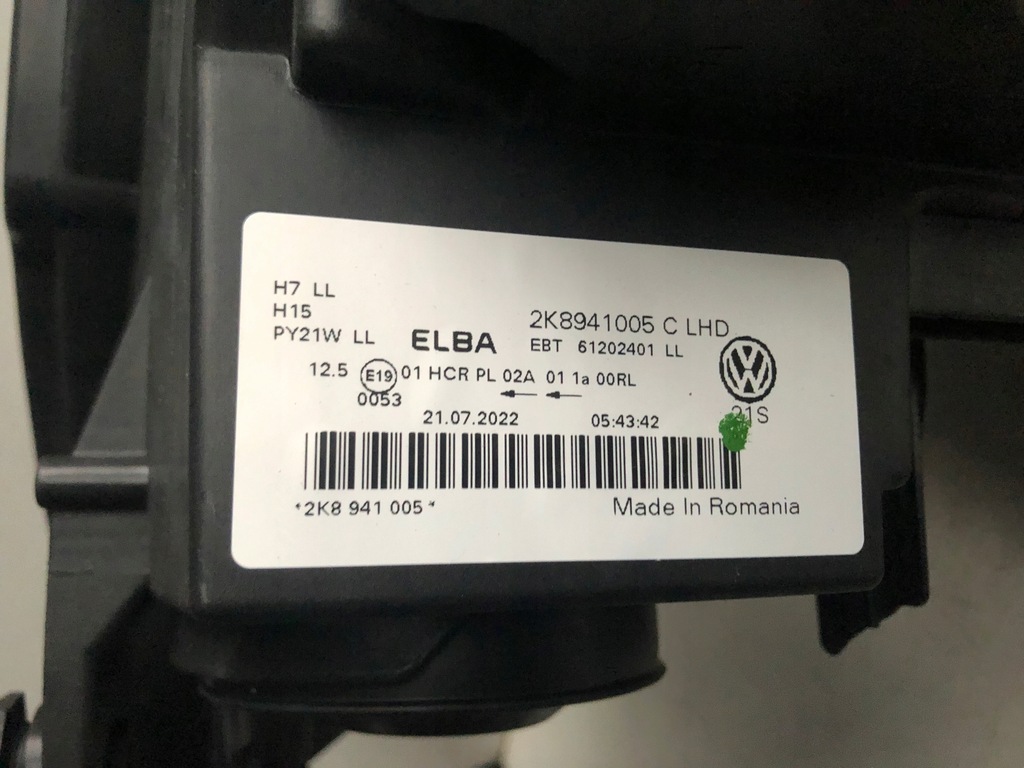 H7 LL
H15
PY21W LL
ELBA
2K8941005 C LHD
EBT 61202401 LL
12.5 E19 01 HCR PL 02A 01 1a 00RL
0053
VW
21S
21.07.2022 05:43:42
*2K8 941 005*
Made In Romania